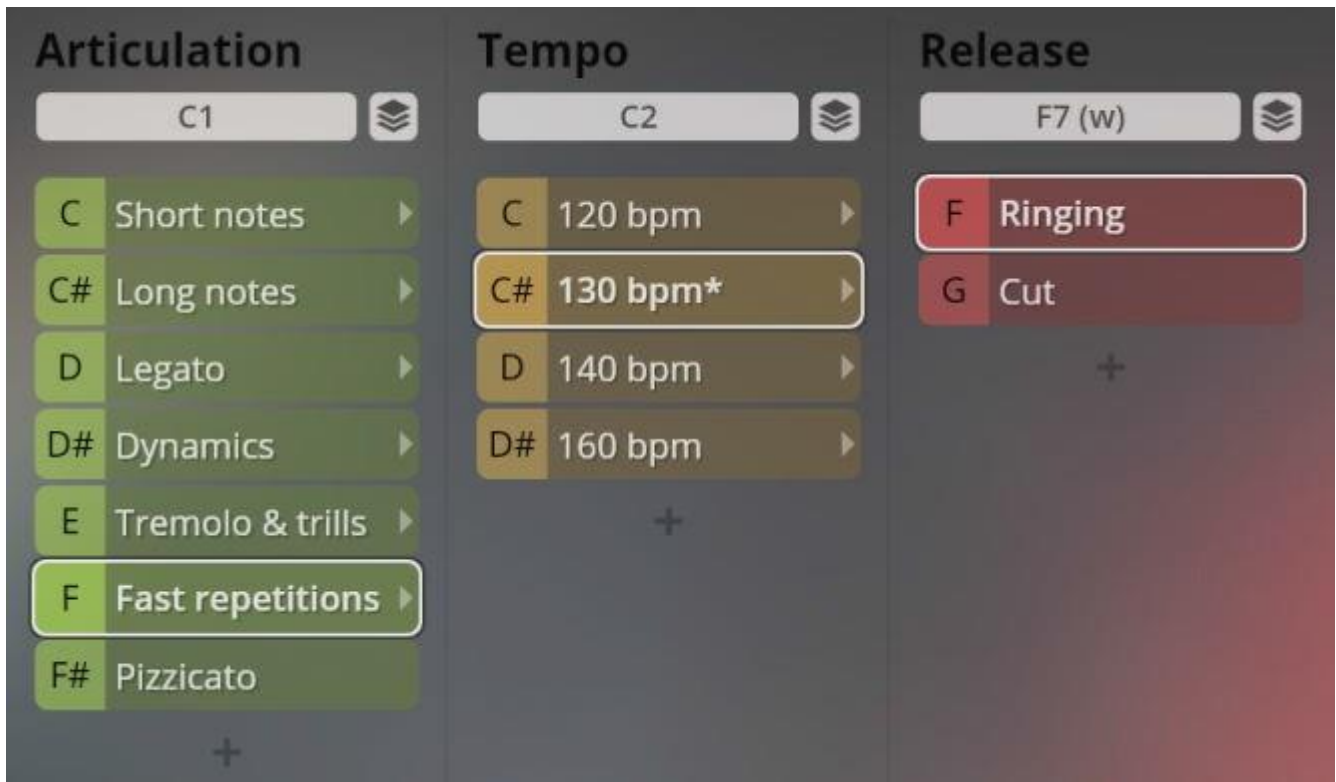 Articulation
C1
C Short notes
C# Long notes
D Legato
D# Dynamics
E Tremolo & trills
F Fast repetitions
F# Pizzicato
+
Tempo
C2
C 120 bpm
C# 130 bpm*
D 140 bpm
D# 160 bpm
+
Release
F7 (w)
F Ringing
G Cut
+